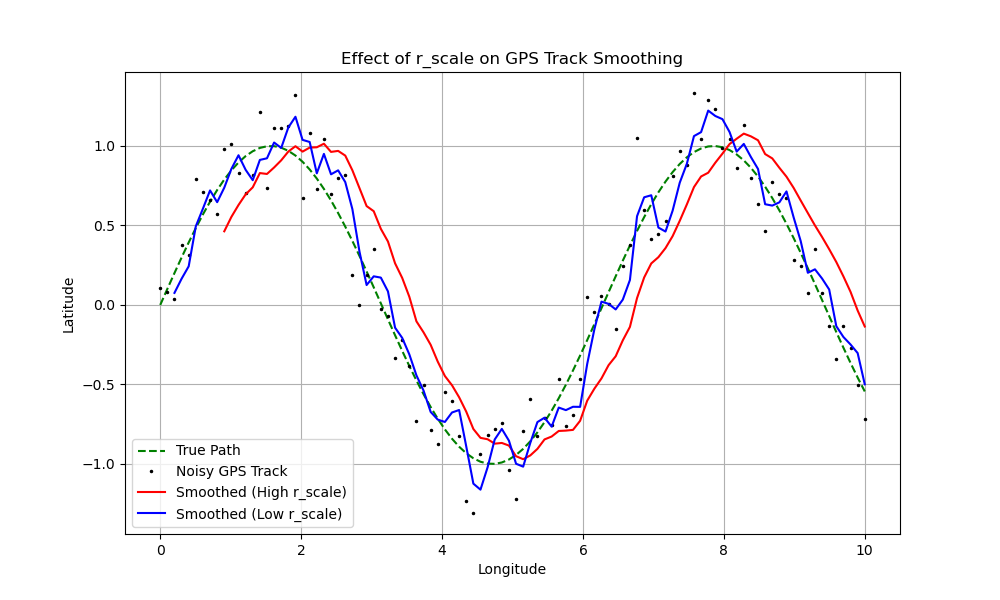 Effect of r_scale on GPS Track Smoothing
Latitude
1.0
0.5
0.0
−0.5
−1.0
True Path
Noisy GPS Track
Smoothed (High r_scale)
Smoothed (Low r_scale)
0 2 4 6 8 10
Longitude